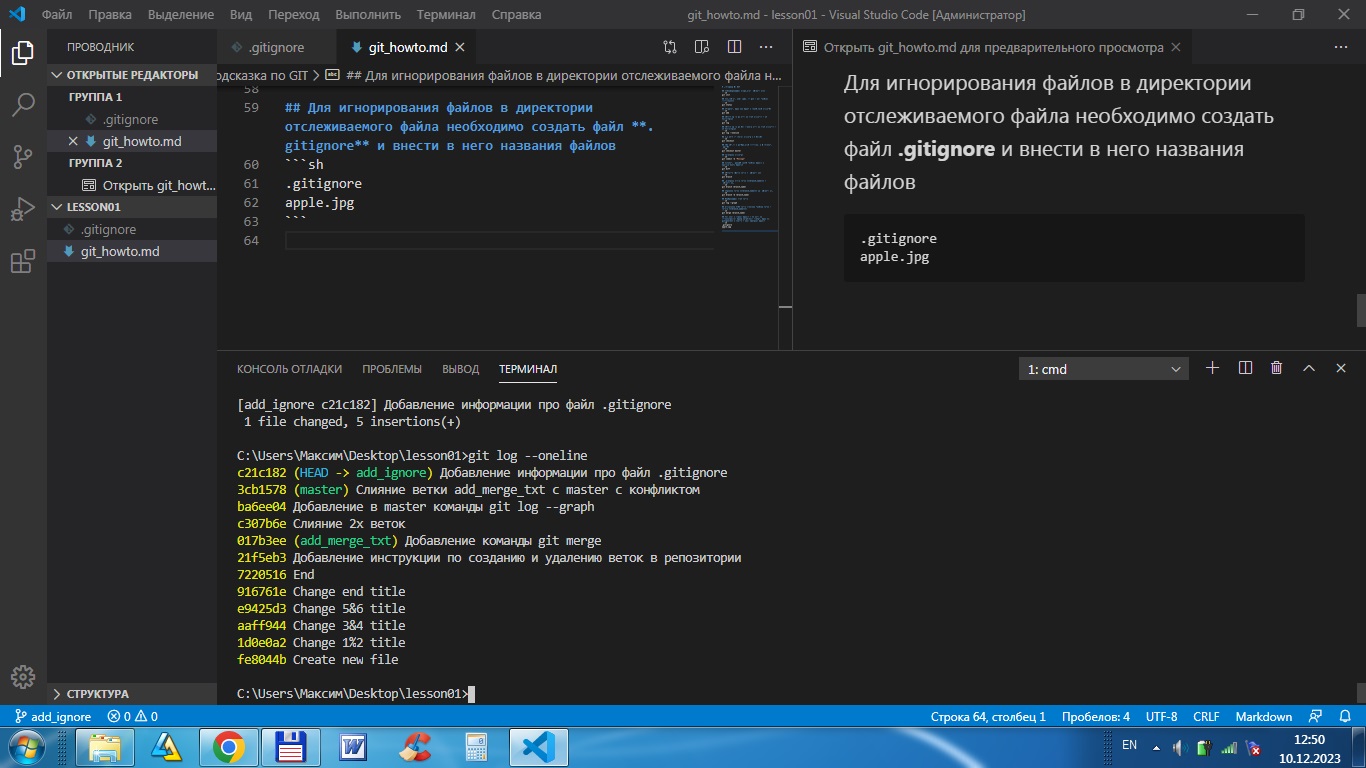 Файл Правка Выделение Вид Переход Выполнить Терминал Справка
git_howto.md - lesson01 - Visual Studio Code [Администратор]
ПРОВОДНИК
ОТКРЫТЫЕ РЕДАКТОРЫ
ГРУППА 1
.gitignore
git_howto.md
ГРУППА 2
Открыть git_howt...
LESSON01
.gitignore
git_howto.md
СТРУКТУРА
.gitignore
git_howto.md
одсказка по GIT > ## Для игнорирования файлов в директории отслеживаемого файла н...
58
59 ## Для игнорирования файлов в директории
отслеживаемого файла необходимо создать файл **.
gitignore** и внести в него названия файлов
60 ```sh
61 .gitignore
62 apple.jpg
63 ```
64
Открыть git_howto.md для предварительного просмотра
Для игнорирования файлов в директории
отслеживаемого файла необходимо создать
файл .gitignore и внести в него названия
файлов
.gitignore
apple.jpg
КОНСОЛЬ ОТЛАДКИ ПРОБЛЕМЫ ВЫВОД ТЕРМИНАЛ
1: cmd
[add_ignore c21c182] Добавление информации про файл .gitignore
1 file changed, 5 insertions(+)
C:\Users\Максим\Desktop\lesson01>git log --oneline
c21c182 (HEAD -> add_ignore) Добавление информации про файл .gitignore
3cb1578 (master) Слияние ветки add_merge_txt с master с конфликтом
ba6ee04 Добавление в master команды git log --graph
c307b6e Слияние 2х веток
017b3ee (add_merge_txt) Добавление команды git merge
21f5eb3 Добавление инструкции по созданию и удалению веток в репозитории
7220516 End
916761e Change end title
e9425d3 Change 5&6 title
aaff944 Change 3&4 title
1d0e0a2 Change 1%2 title
fe8044b Create new file
C:\Users\Максим\Desktop\lesson01>
add_ignore 0 0
Строка 64, столбец 1 Пробелов: 4 UTF-8 CRLF Markdown
EN
12:50
10.12.2023